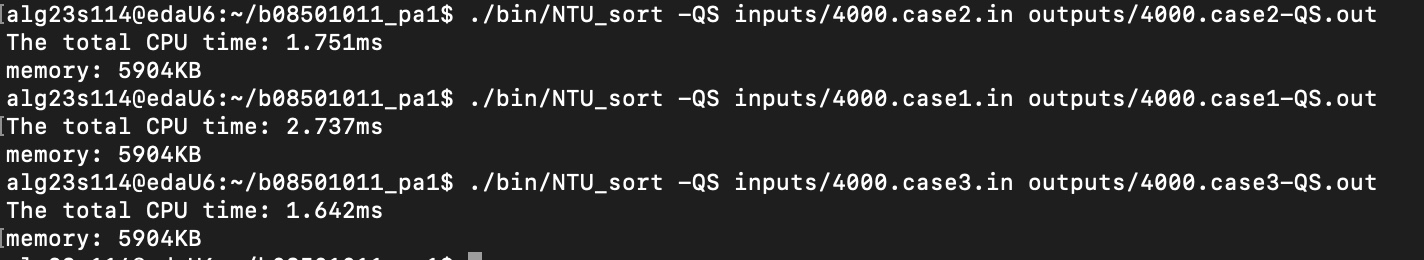 alg23s114@edaU6:~/b08501011_pa1$ ./bin/NTU_sort -QS inputs/4000.case2.in outputs/4000.case2-QS.out
The total CPU time: 1.751ms
memory: 5904KB
alg23s114@edaU6:~/b08501011_pa1$ ./bin/NTU_sort -QS inputs/4000.case1.in outputs/4000.case1-QS.out
The total CPU time: 2.737ms
memory: 5904KB
alg23s114@edaU6:~/b08501011_pa1$ ./bin/NTU_sort -QS inputs/4000.case3.in outputs/4000.case3-QS.out
The total CPU time: 1.642ms
memory: 5904KB